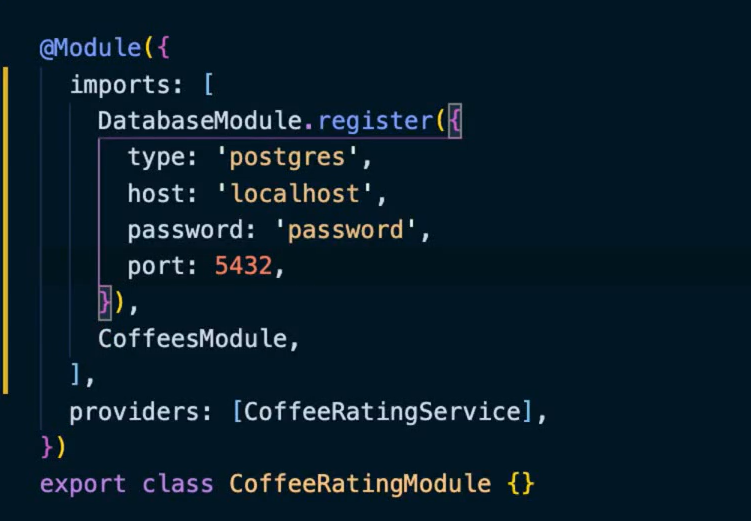 @Module({
imports: [
DatabaseModule.register({
type: 'postgres',
host: 'localhost',
password: 'password',
port: 5432,
}),
CoffeesModule,
],
providers: [CoffeeRatingService],
})
export class CoffeeRatingModule {}